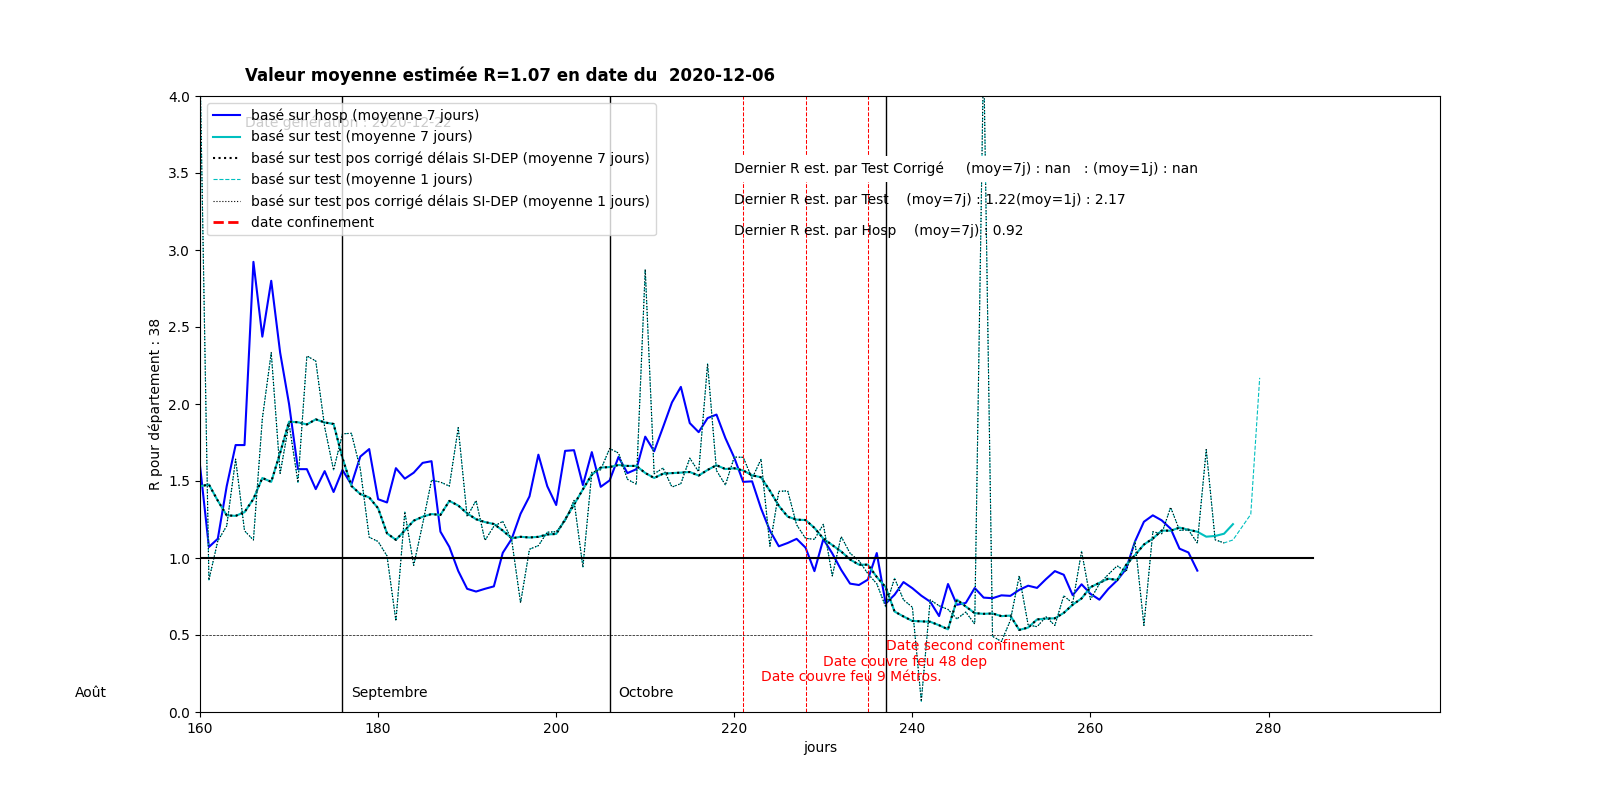 Valeur moyenne estimée R=1.07 en date du  2020-12-06
Date génération : 2020-12-22
basé sur hosp (moyenne 7 jours)
basé sur test (moyenne 7 jours)
basé sur test pos corrigé délais SI-DEP (moyenne 7 jours)
basé sur test (moyenne 1 jours)
basé sur test pos corrigé délais SI-DEP (moyenne 1 jours)
date confinement
Dernier R est. par Test Corrigé     (moy=7j) : nan   : (moy=1j) : nan
Dernier R est. par Test    (moy=7j) : 1.22(moy=1j) : 2.17
Dernier R est. par Hosp    (moy=7j) : 0.92
4.0
3.5
3.0
2.5
2.0
1.5
1.0
0.5
0.0
R pour département : 38
Date second confinement
Date couvre feu 48 dep
Date couvre feu 9 Métros.
Août
Septembre
Octobre
160 180 200 220 240 260 280
jours